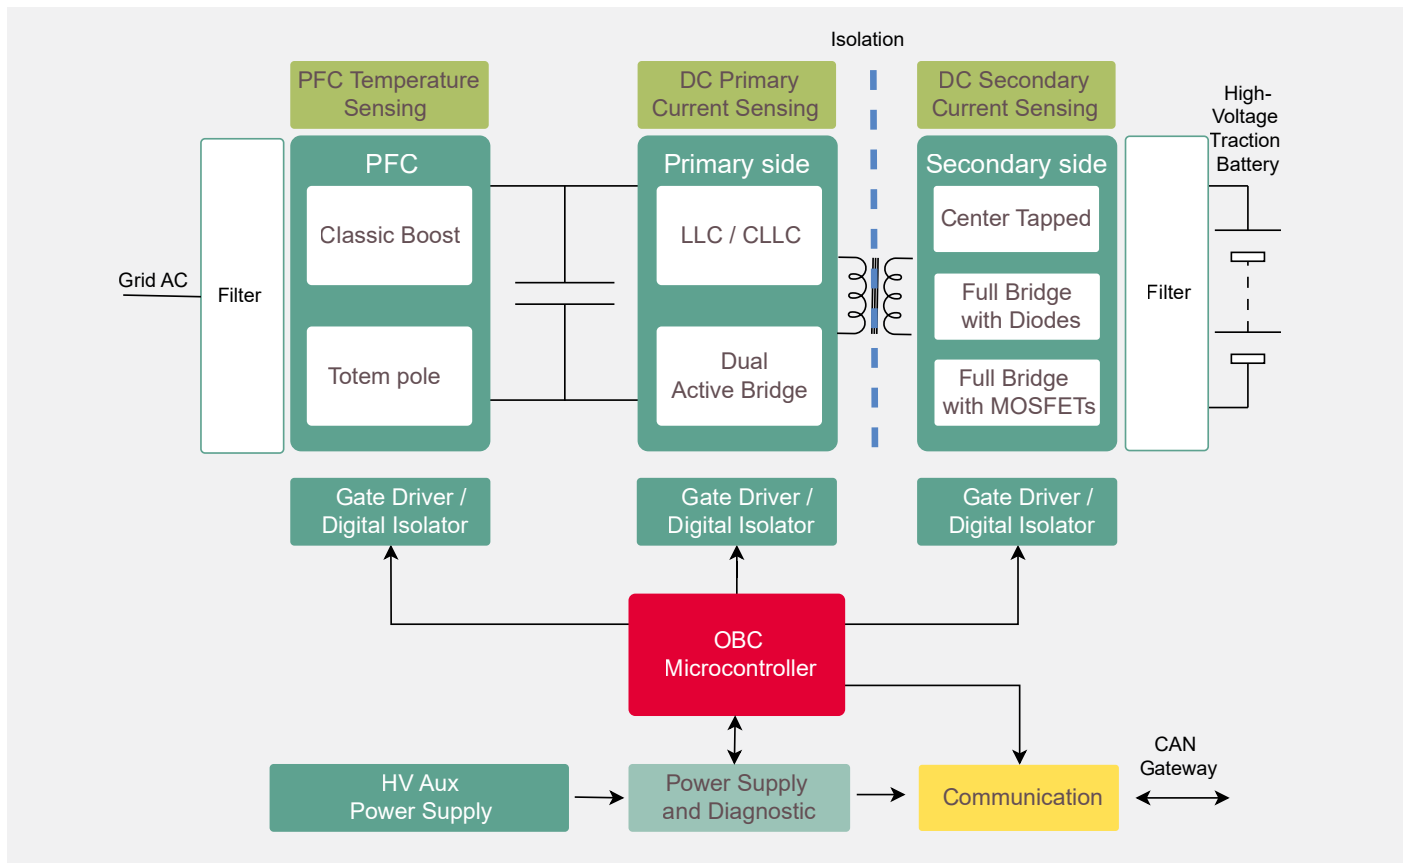 Isolation
PFC Temperature
Sensing
DC Primary
Current Sensing
DC Secondary
Current Sensing
High-
Voltage
Traction
Battery
Grid AC
Filter
PFC
Classic Boost
Totem pole
Primary side
LLC / CLLC
Dual
Active Bridge
Secondary side
Center Tapped
Full Bridge
with Diodes
Full Bridge
with MOSFETs
Filter
Gate Driver /
Digital Isolator
Gate Driver /
Digital Isolator
Gate Driver /
Digital Isolator
OBC
Microcontroller
HV Aux
Power Supply
Power Supply
and Diagnostic
Communication
CAN
Gateway